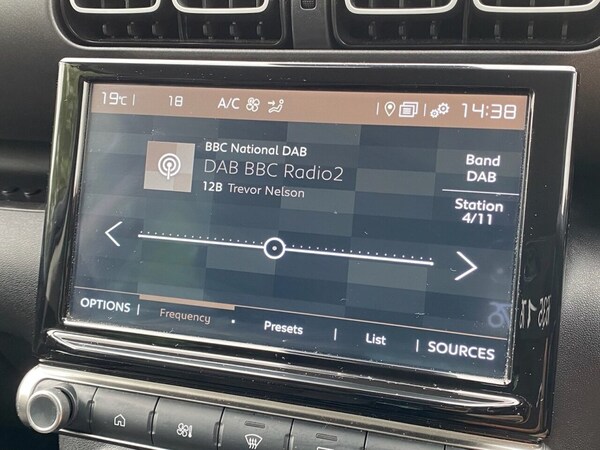 19°C 18 A/C 14:38
BBC National DAB
DAB BBC Radio2
12B Trevor Nelson
Band
DAB
Station
4/11
OPTIONS Frequency Presets List SOURCES